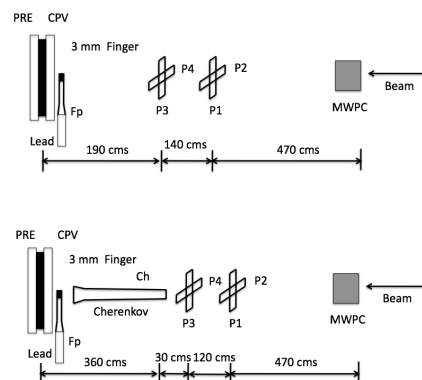 PRE CPV
3 mm Finger
P4 P2
Fp P3 P1 MWPC Beam
Lead
190 cms 140 cms 470 cms
PRE CPV
3 mm Finger
Ch P4 P2
Cherenkov P3 P1 MWPC Beam
Fp
Lead
360 cms 30 cms 120 cms 470 cms